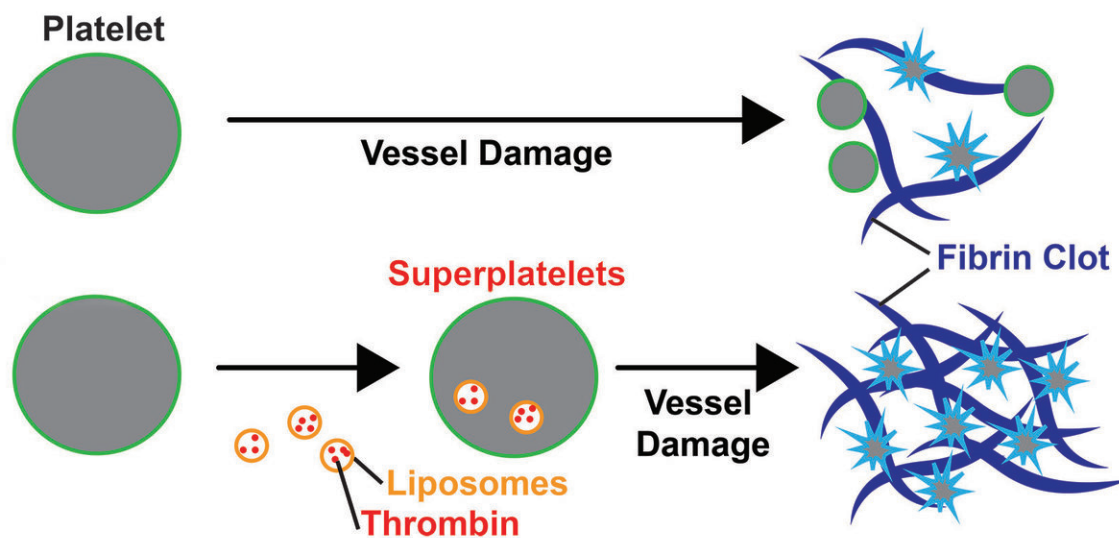 Platelet
Vessel Damage
Fibrin Clot
Superplatelets
Vessel
Damage
Liposomes
Thrombin